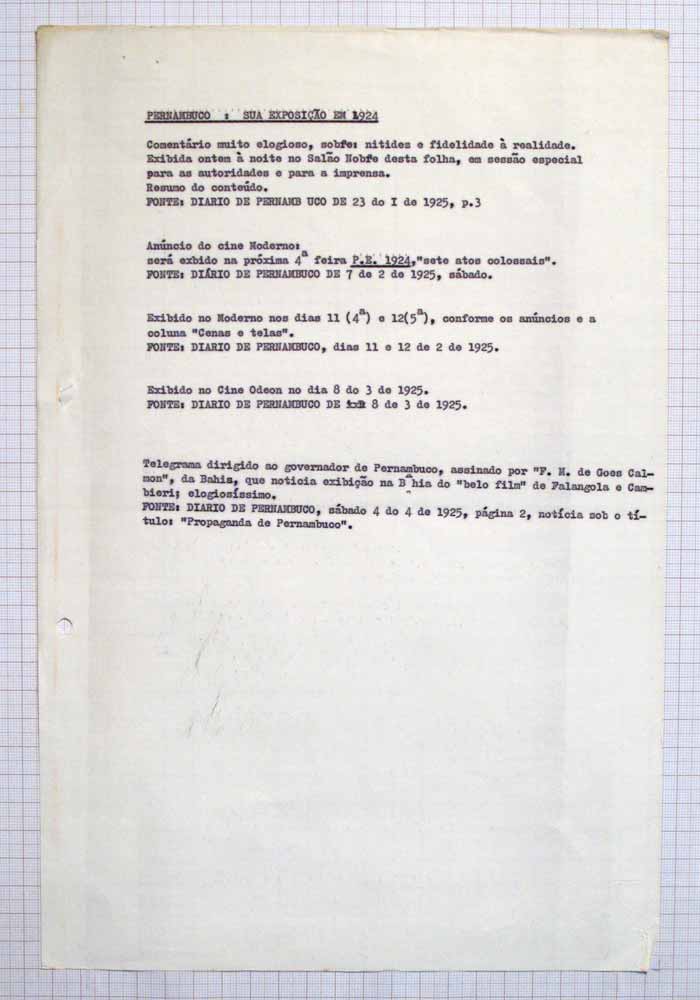 PERNAMBUCO : SUA EXPOSIÇÃO EM 1924
Comentário muito elogioso, sobre: nitides e fidelidade à realidade.
Exibida ontem à noite no Salão Nobre desta folha, em sessão especial
para as autoridades e para a imprensa.
Resumo do conteúdo.
FONTE: DIARIO DE PERNAMB UCO DE 23 do I de 1925, p.3
Anúncio do cine Moderno:
será exbido na próxima 4ª feira P.E. 1924,"sete atos colossais".
FONTE: DIÁRIO DE PERNAMBUCO DE 7 de 2 de 1925, sábado.
Exibido no Moderno nos dias 11 (4ª) e 12(5ª), conforme os anúncios e a
coluna "Cenas e telas".
FONTE: DIARIO DE PERNAMBUCO, dias 11 e 12 de 2 de 1925.
Exibido no Cine Odeon no dia 8 do 3 de 1925.
FONTE: DIARIO DE PERNAMBUCO DE 8 de 3 de 1925.
Telegrama dirigido ao governador de Pernambuco, assinado por "F. M. de Goes Cal-
mon", da Bahia, que noticia exibição na Bahia do "belo film" de Falangola e Cam-
bieri; elogiosíssimo.
FONTE: DIARIO DE PERNAMBUCO, sábado 4 do 4 de 1925, página 2, notícia sob o tí-
tulo: "Propaganda de Pernambuco".